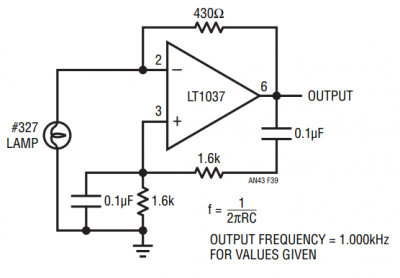 430Ω
2
−
LT1037
6
OUTPUT
3
+
#327
LAMP
0.1µF
1.6k
AN43 F39
0.1µF
1.6k
f = 1
2πRC
OUTPUT FREQUENCY = 1.000kHz
FOR VALUES GIVEN